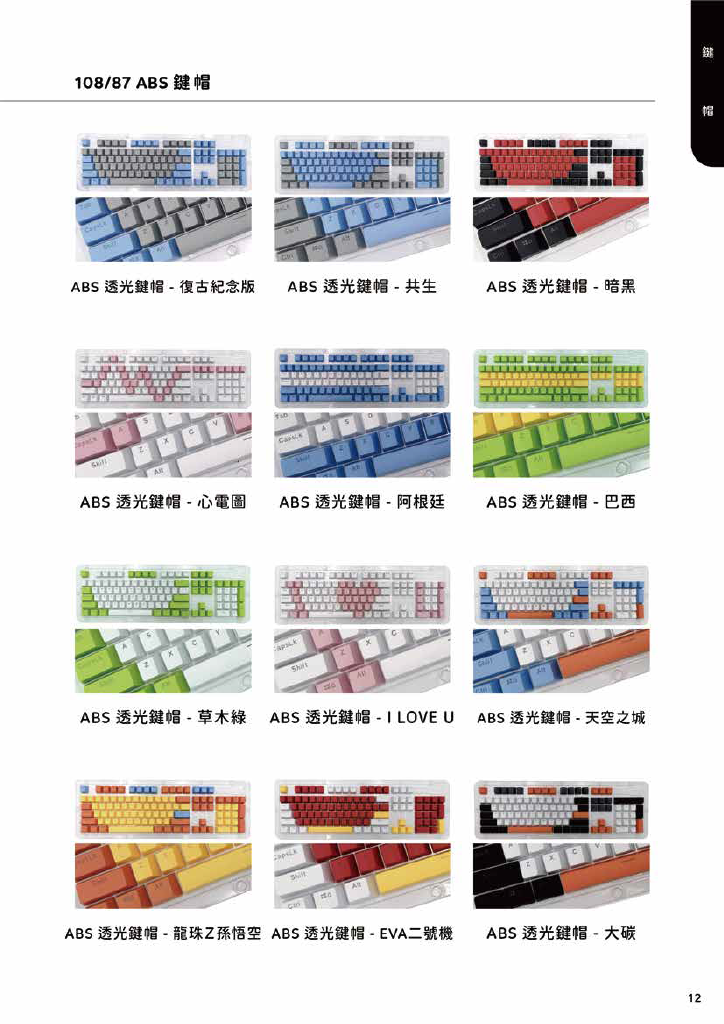 鍵
帽
108/87 ABS 鍵帽
ABS 透光鍵帽 - 復古紀念版
ABS 透光鍵帽 - 共生
ABS 透光鍵帽 - 暗黑
ABS 透光鍵帽 - 心電圖
ABS 透光鍵帽 - 阿根廷
ABS 透光鍵帽 - 巴西
ABS 透光鍵帽 - 草木綠
ABS 透光鍵帽 - I LOVE U
ABS 透光鍵帽 - 天空之城
ABS 透光鍵帽 - 龍珠Z孫悟空
ABS 透光鍵帽 - EVA二號機
ABS 透光鍵帽 - 大碳
12